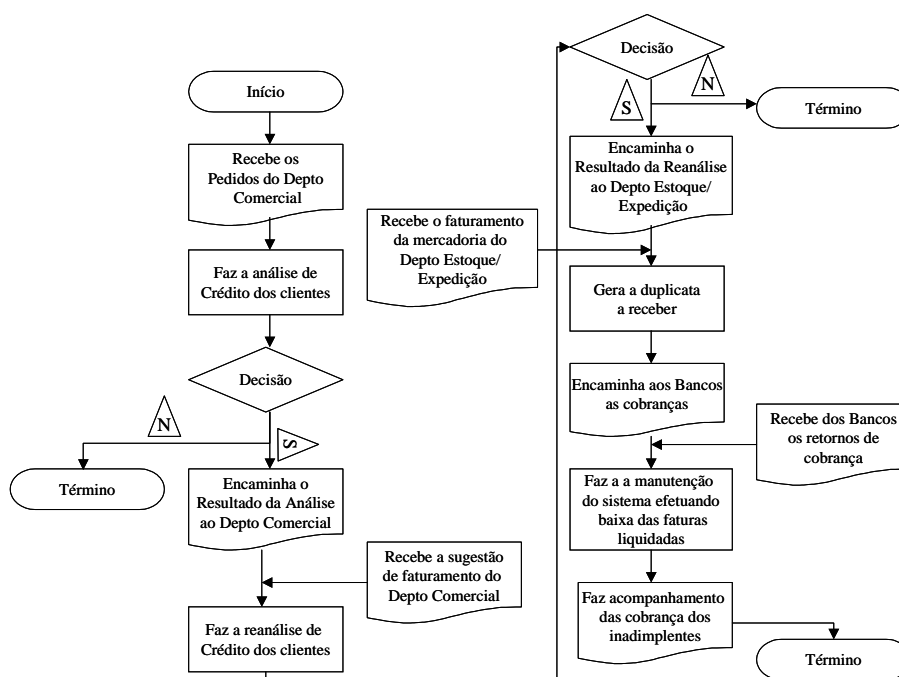 Início
Recebe os
Pedidos do Depto
Comercial
Faz a análise de
Crédito dos clientes
Decisão
N
S
Término
Encaminha o
Resultado da Análise
ao Depto Comercial
Recebe a sugestão
de faturamento do
Depto Comercial
Faz a reanálise de
Crédito dos clientes
Decisão
N
S
Término
Encaminha o
Resultado da Reanálise
ao Depto Estoque/
Expedição
Recebe o faturamento
da mercadoria do
Depto Estoque/
Expedição
Gera a duplicata
a receber
Encaminha aos Bancos
as cobranças
Recebe dos Bancos
os retornos de
cobrança
Faz a a manutenção
do sistema efetuando
baixa das faturas
liquidadas
Faz acompanhamento
das cobrança dos
inadimplentes
Término